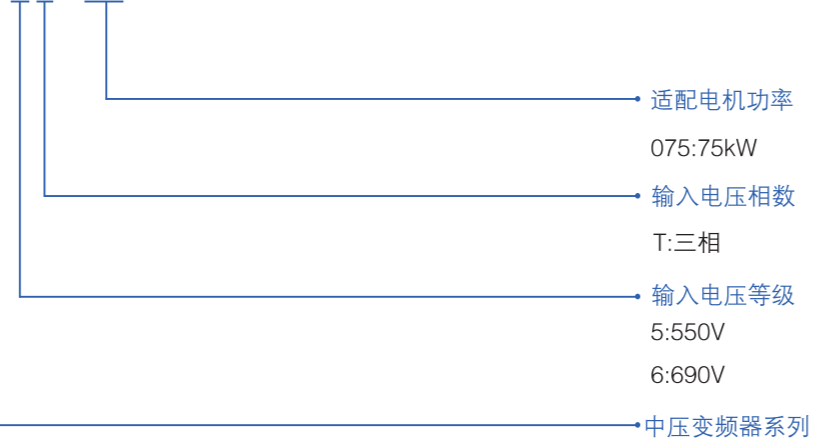 适配电机功率
075:75kW
输入电压相数
T:三相
输入电压等级
5:550V
6:690V
中压变频器系列